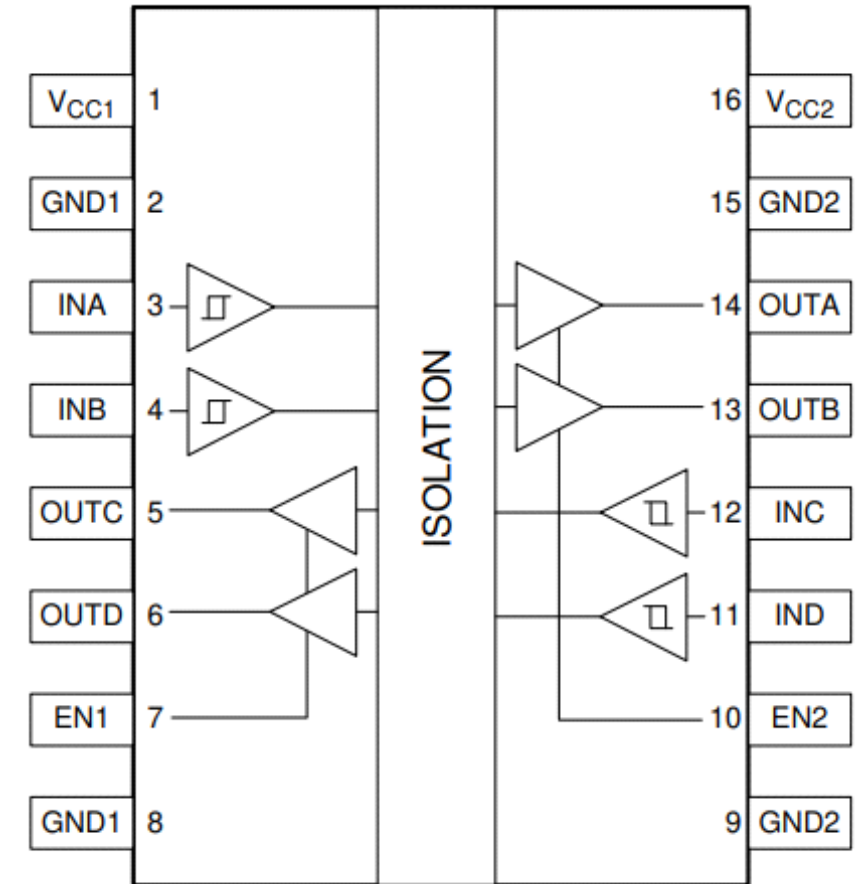 VCC1 1 16 VCC2
GND1 2 15 GND2
INA 3 14 OUTA
INB 4 13 OUTB
ISOLATION
OUTC 5 12 INC
OUTD 6 11 IND
EN1 7 10 EN2
GND1 8 9 GND2